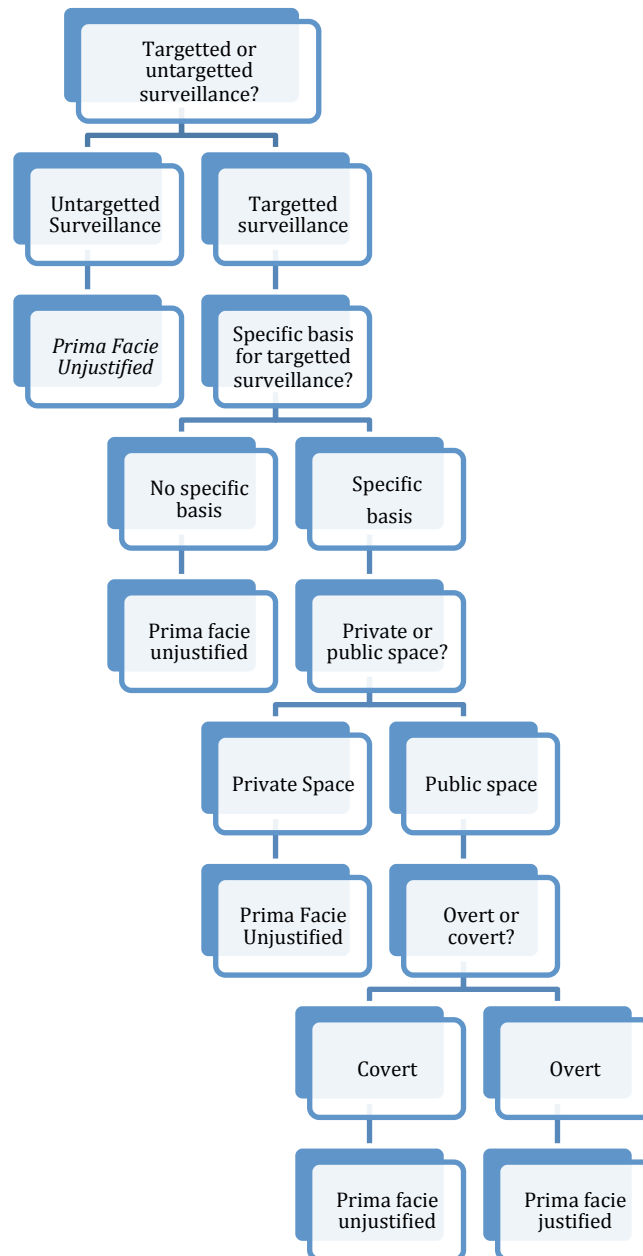 Targetted or
untargetted
surveillance?
Untargetted
Surveillance
Targetted
surveillance
Prima Facie
Unjustified
Specific basis
for targetted
surveillance?
No specific
basis
Specific
basis
Prima facie
unjustified
Private or
public space?
Private Space
Public space
Prima Facie
Unjustified
Overt or
covert?
Covert
Overt
Prima facie
unjustified
Prima facie
justified